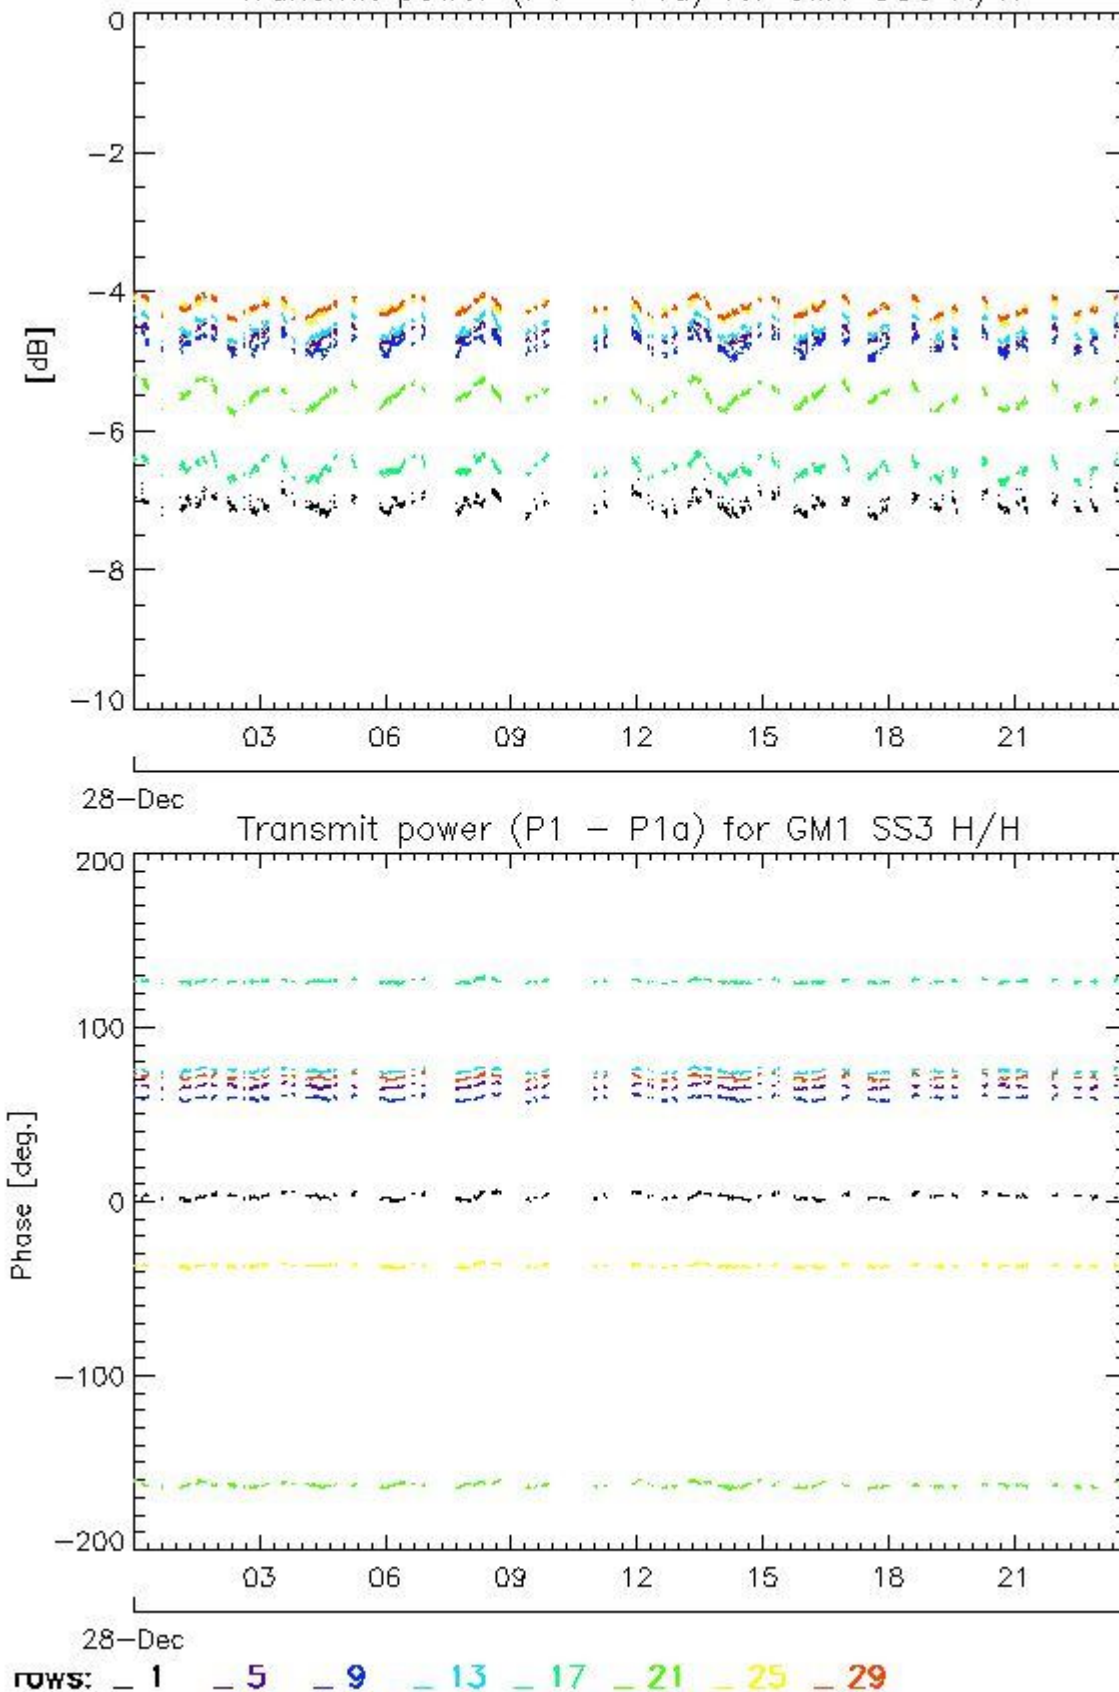 0
−2
−4
[dB]
−6
−8
−10
03 06 09 12 15 18 21
28−Dec
Transmit power (P1 − P1a) for GM1 SS3 H/H
200
100
Phase [deg.]
0
−100
−200
03 06 09 12 15 18 21
28−Dec
rows: _ 1 _ 5 _ 9 _ 13 _ 17 _ 21 _ 25 _ 29